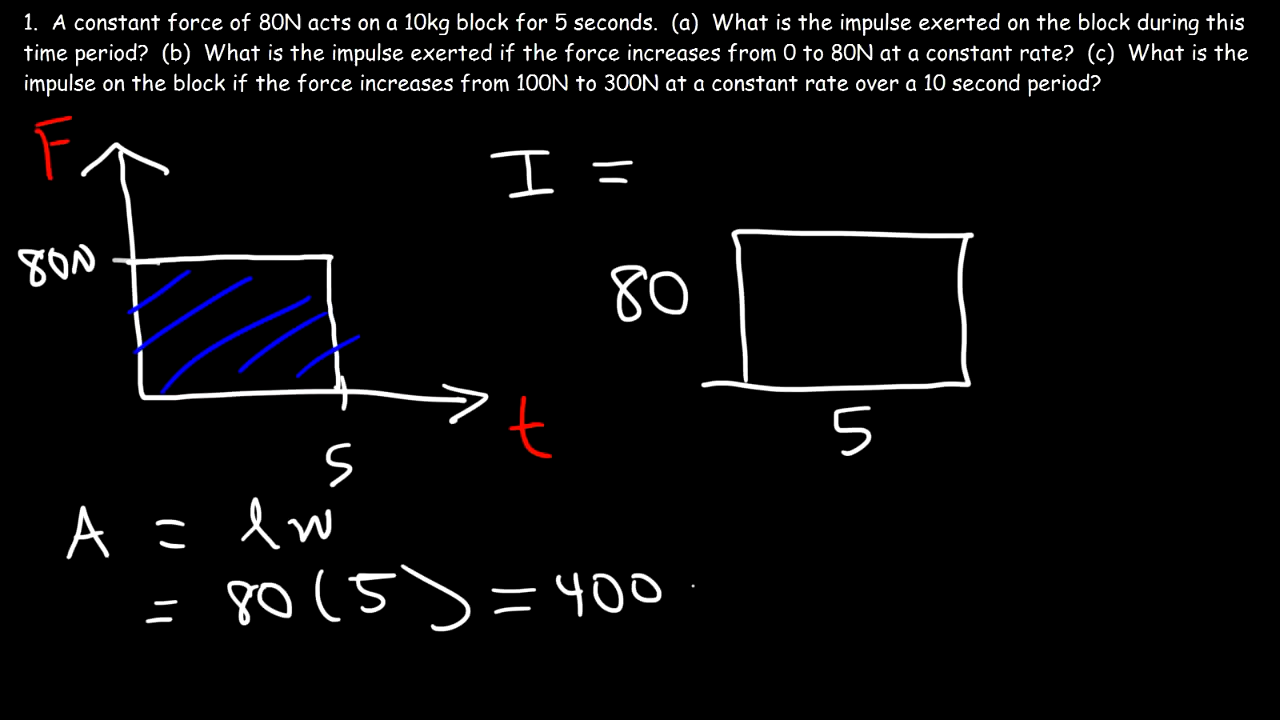 1. A constant force of 80N acts on a 10kg block for 5 seconds. (a) What is the impulse exerted on the block during this
time period? (b) What is the impulse exerted if the force increases from 0 to 80N at a constant rate? (c) What is the
impulse on the block if the force increases from 100N to 300N at a constant rate over a 10 second period?
F
I =
80N
80
t
5
5
A = lw
= 80(5) = 400